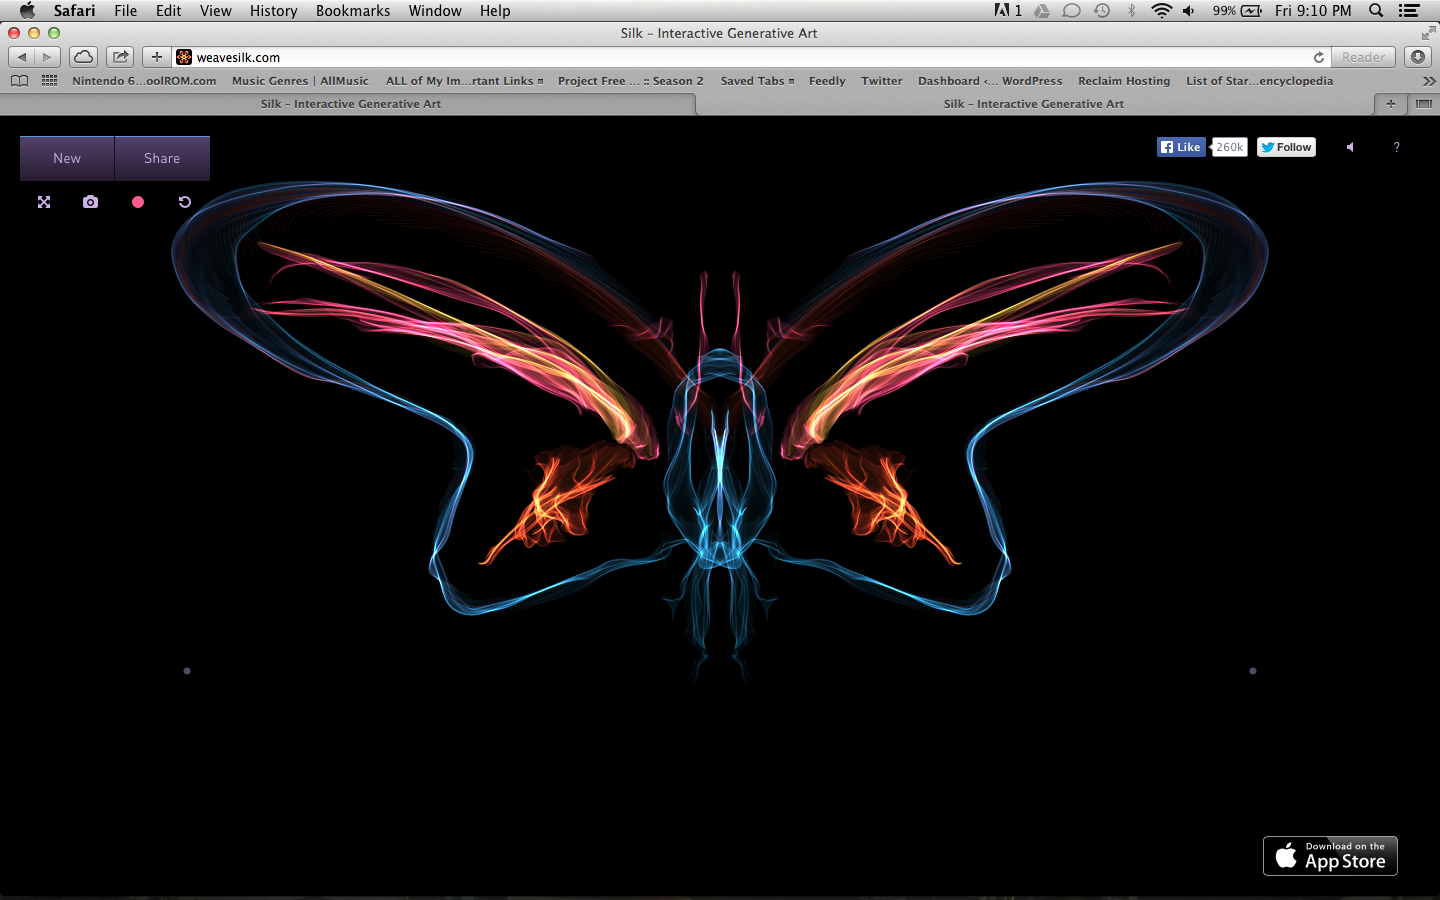 Safari File Edit View History Bookmarks Window Help 1 99% Fri 9:10 PM
Silk – Interactive Generative Art
weavesilk.com Reader
Nintendo 6...oolROM.com Music Genres | AllMusic ALL of My Im...rtant Links Project Free ... :: Season 2 Saved Tabs Feedly Twitter Dashboard ‹... WordPress Reclaim Hosting List of Star...encyclopedia
Silk – Interactive Generative Art Silk – Interactive Generative Art
New Share Like 260k Follow ?
Download on the
App Store